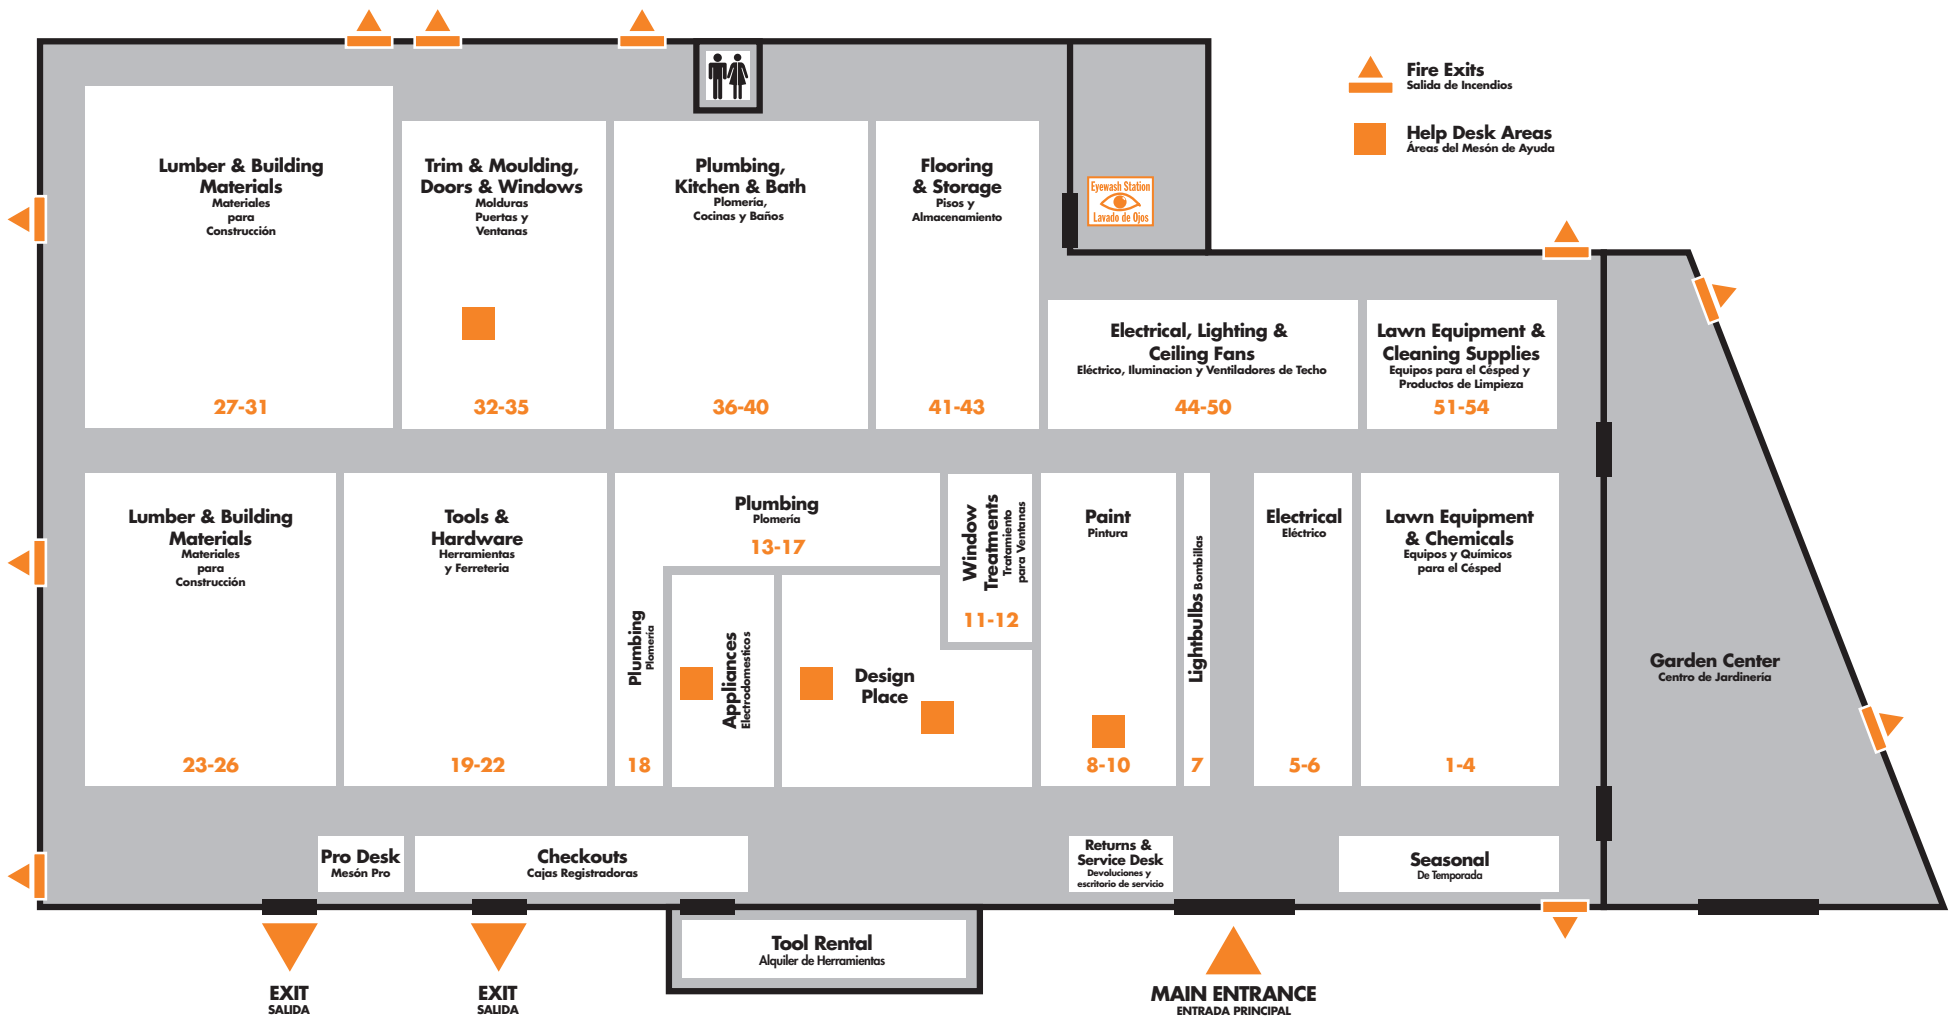 Fire Exits
Salida de Incendios
Help Desk Areas
Áreas del Mesón de Ayuda
Lumber & Building
Materials
Materiales
para
Construcción
27-31
Trim & Moulding,
Doors & Windows
Molduras
Puertas y
Ventanas
32-35
Plumbing,
Kitchen & Bath
Plomería,
Cocinas y Baños
36-40
Flooring
& Storage
Pisos y
Almacenamiento
41-43
Eyewash Station
Lavado de Ojos
Electrical, Lighting &
Ceiling Fans
Eléctrico, Iluminacion y Ventiladores de Techo
44-50
Lawn Equipment &
Cleaning Supplies
Equipos para el Césped y
Productos de Limpieza
51-54
Lumber & Building
Materials
Materiales
para
Construcción
23-26
Tools &
Hardware
Herramientas
y Ferreteria
19-22
Plumbing
Plomería
13-17
Plumbing
Plomería
18
Appliances
Electrodomesticos
Design
Place
Window
Treatments
Tratamiento
para Ventanas
11-12
Paint
Pintura
8-10
Lightbulbs Bombillas
7
Electrical
Eléctrico
5-6
Lawn Equipment
& Chemicals
Equipos y Químicos
para el Césped
1-4
Garden Center
Centro de Jardinería
Pro Desk
Mesón Pro
Checkouts
Cajas Registradoras
Returns &
Service Desk
Devoluciones y
escritorio de servicio
Seasonal
De Temporada
Tool Rental
Alquiler de Herramientas
EXIT
SALIDA
EXIT
SALIDA
MAIN ENTRANCE
ENTRADA PRINCIPAL